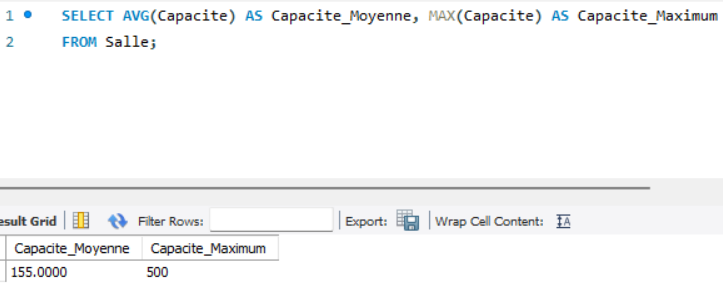 1 SELECT AVG(Capacite) AS Capacite_Moyenne, MAX(Capacite) AS Capacite_Maximum
2 FROM Salle;
esult Grid Filter Rows: Export: Wrap Cell Content: IA
Capacite_Moyenne Capacite_Maximum
155.0000 500